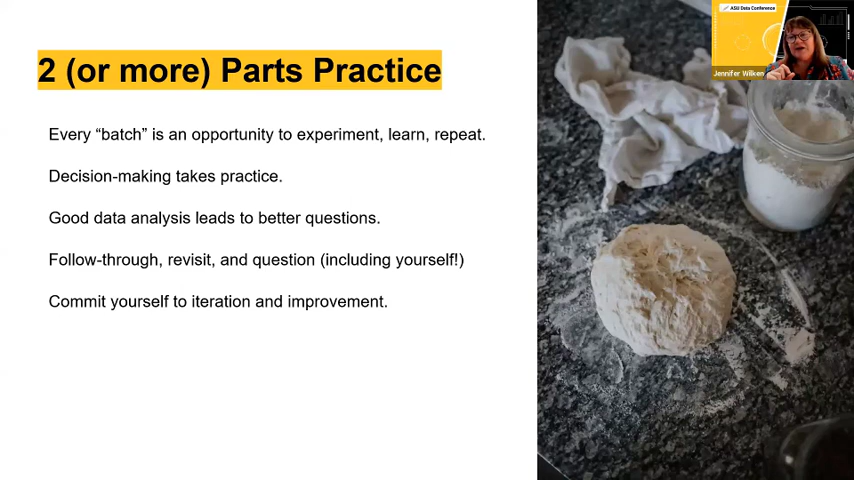 ASU Data Conference
Jennifer Wilken
2 (or more) Parts Practice
Every “batch” is an opportunity to experiment, learn, repeat.
Decision-making takes practice.
Good data analysis leads to better questions.
Follow-through, revisit, and question (including yourself!)
Commit yourself to iteration and improvement.